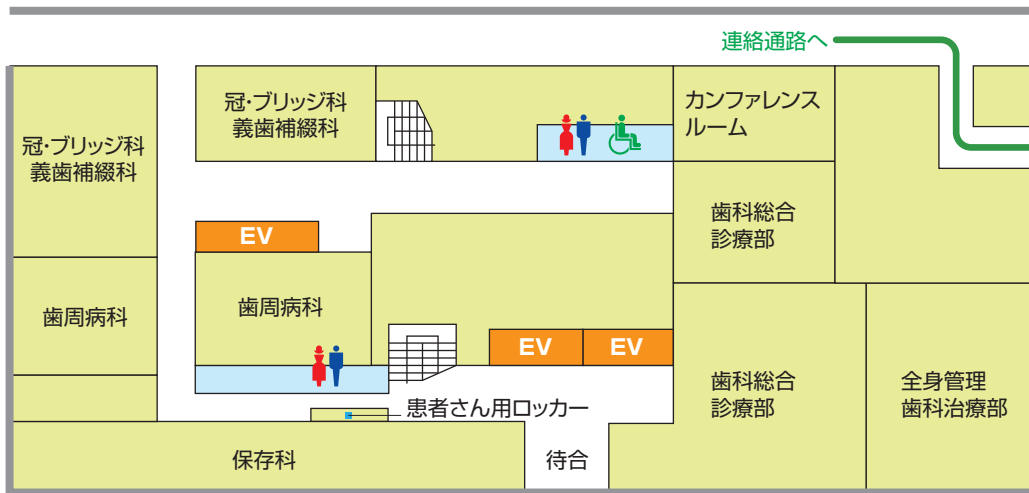 連絡通路へ
冠・ブリッジ科
義歯補綴科
冠・ブリッジ科
義歯補綴科
カンファレンス
ルーム
歯科総合
診療部
EV
歯周病科
歯周病科
EV
EV
歯科総合
診療部
全身管理
歯科治療部
患者さん用ロッカー
保存科
待合